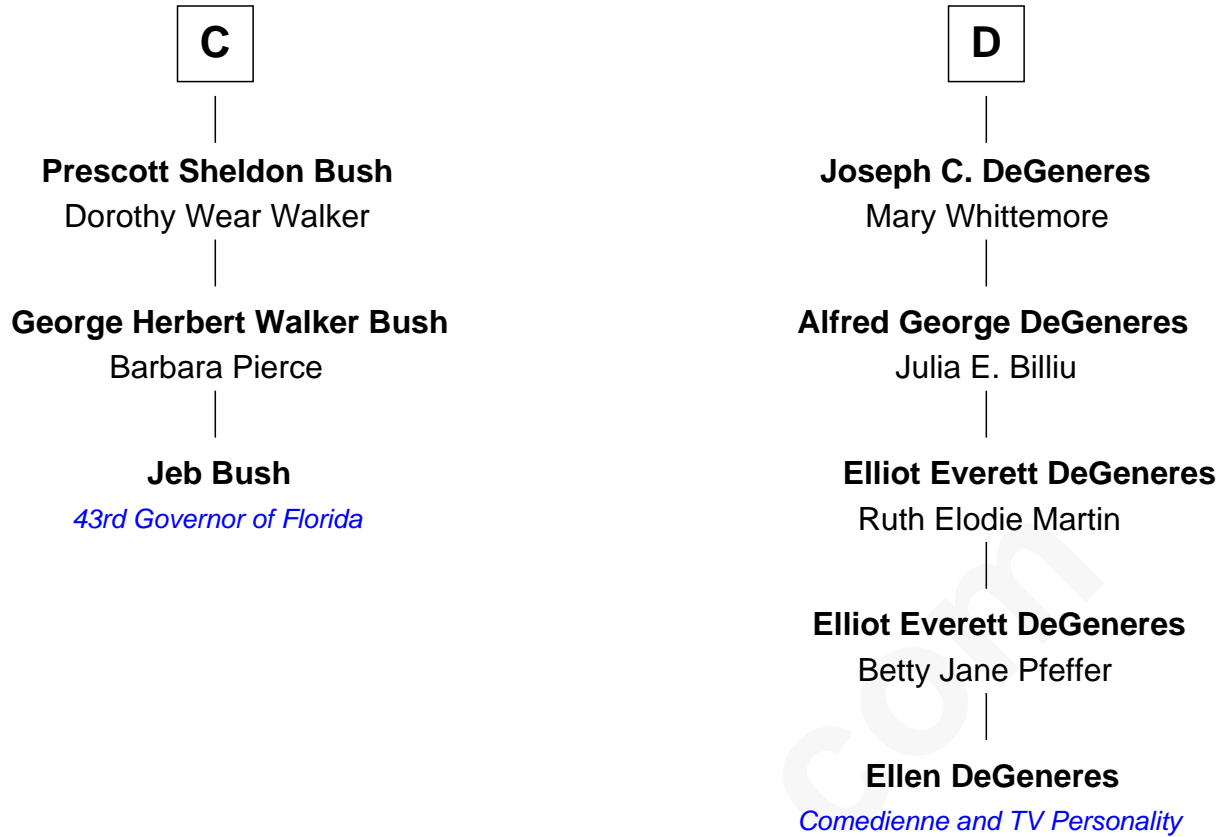 C
Prescott Sheldon Bush
Dorothy Wear Walker
George Herbert Walker Bush
Barbara Pierce
Jeb Bush
43rd Governor of Florida
D
Joseph C. DeGeneres
Mary Whittemore
Alfred George DeGeneres
Julia E. Billiu
Elliot Everett DeGeneres
Ruth Elodie Martin
Elliot Everett DeGeneres
Betty Jane Pfeffer
Ellen DeGeneres
Comedienne and TV Personality
com